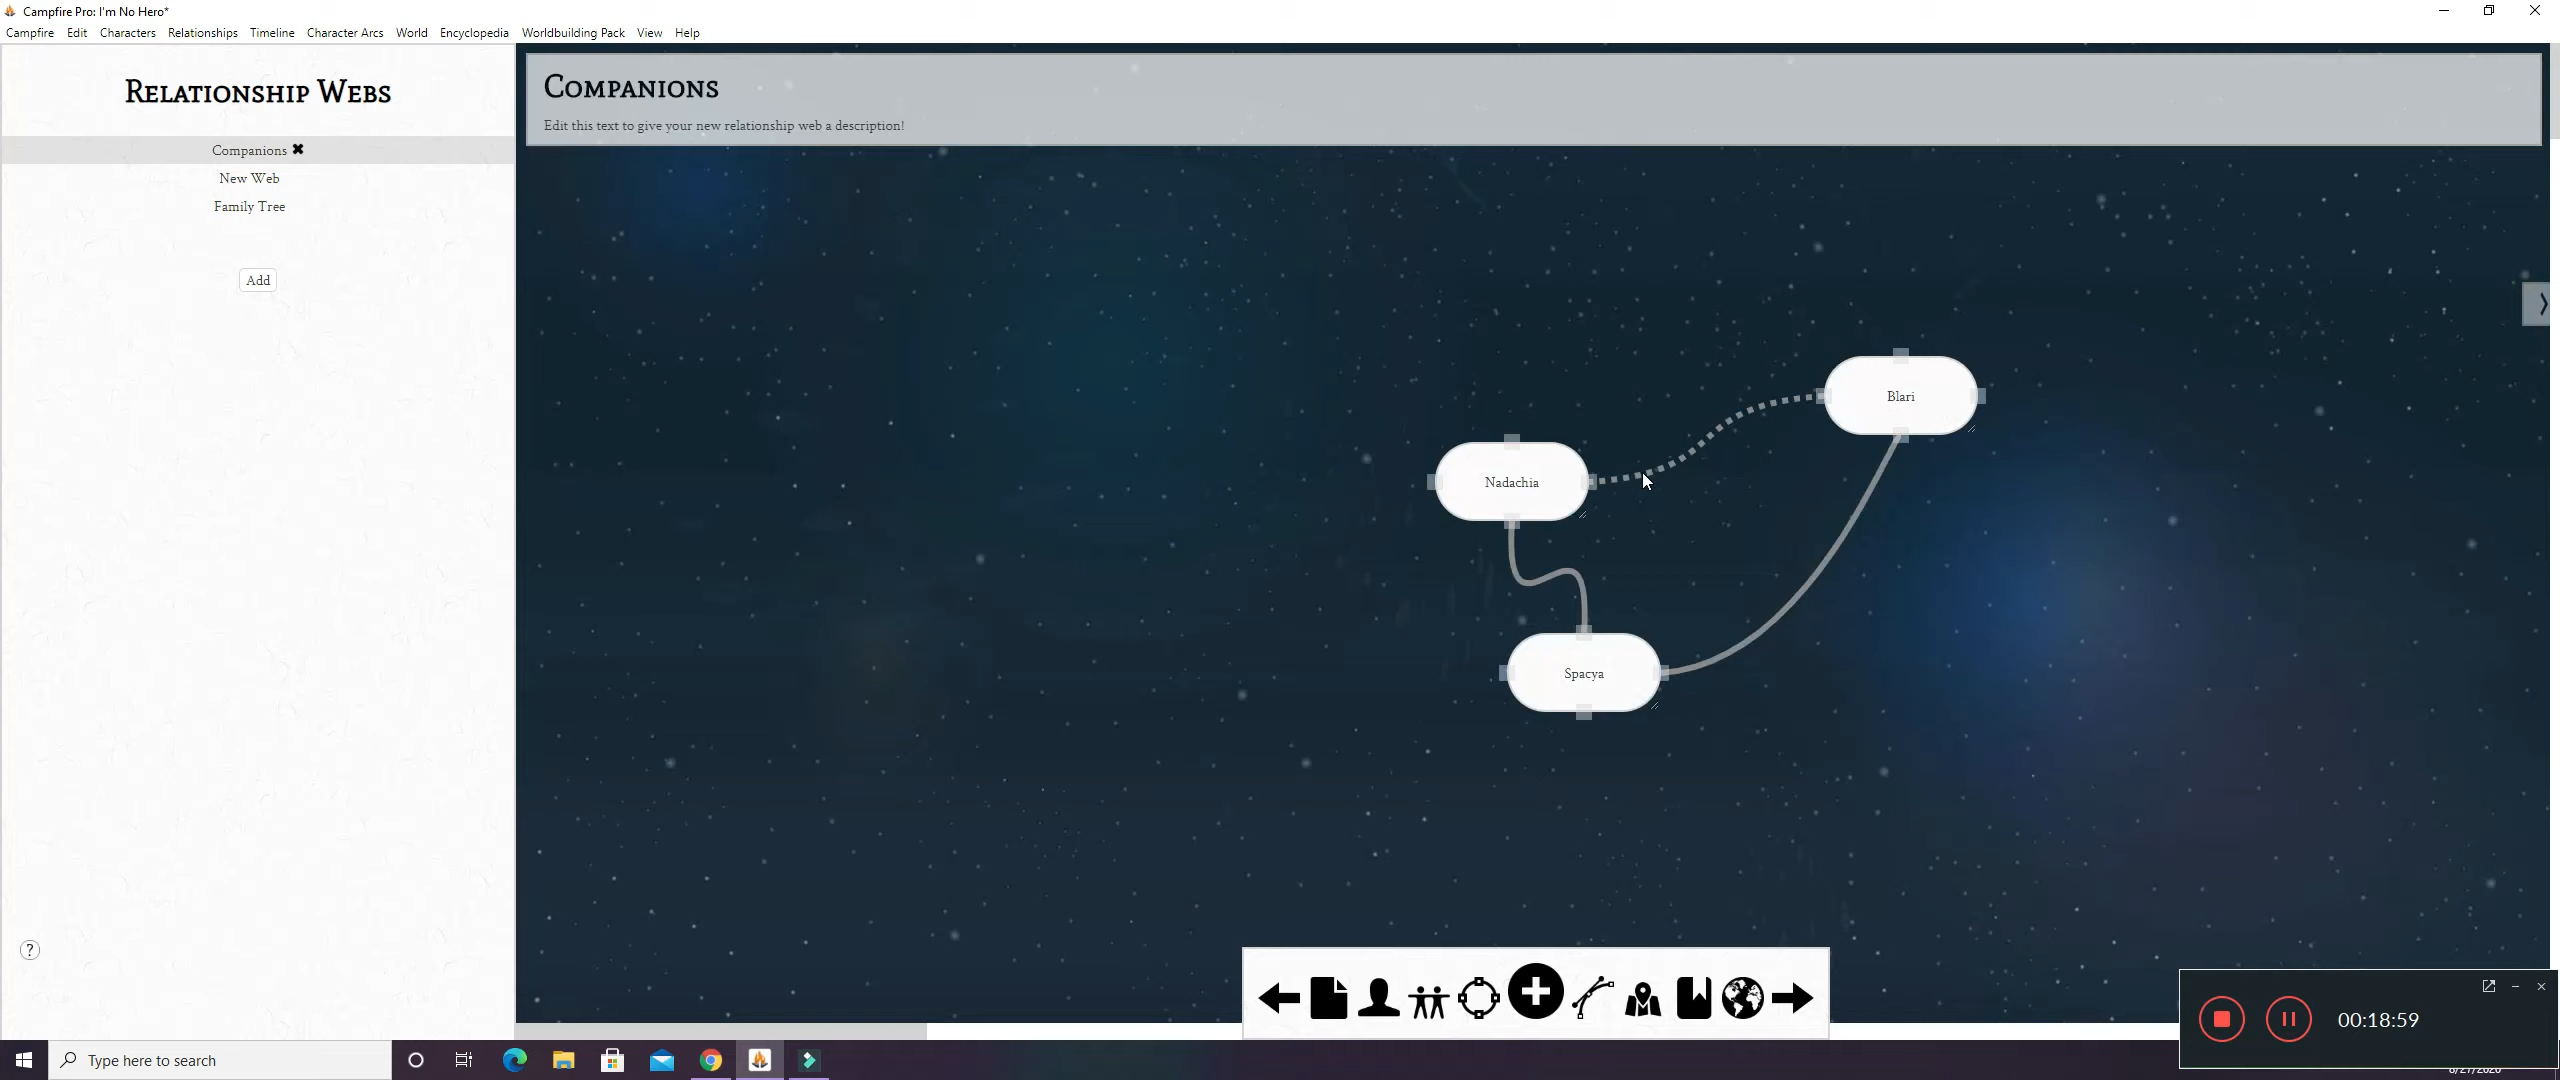 Campfire Pro: I'm No Hero*
Campfire Edit Characters Relationships Timeline Character Arcs World Encyclopedia Worldbuilding Pack View Help
Relationship Webs
Companions ✖
New Web
Family Tree
Add
?
Companions
Edit this text to give your new relationship web a description!
Blari
Nadachia
Spacya
00:18:59
Type here to search